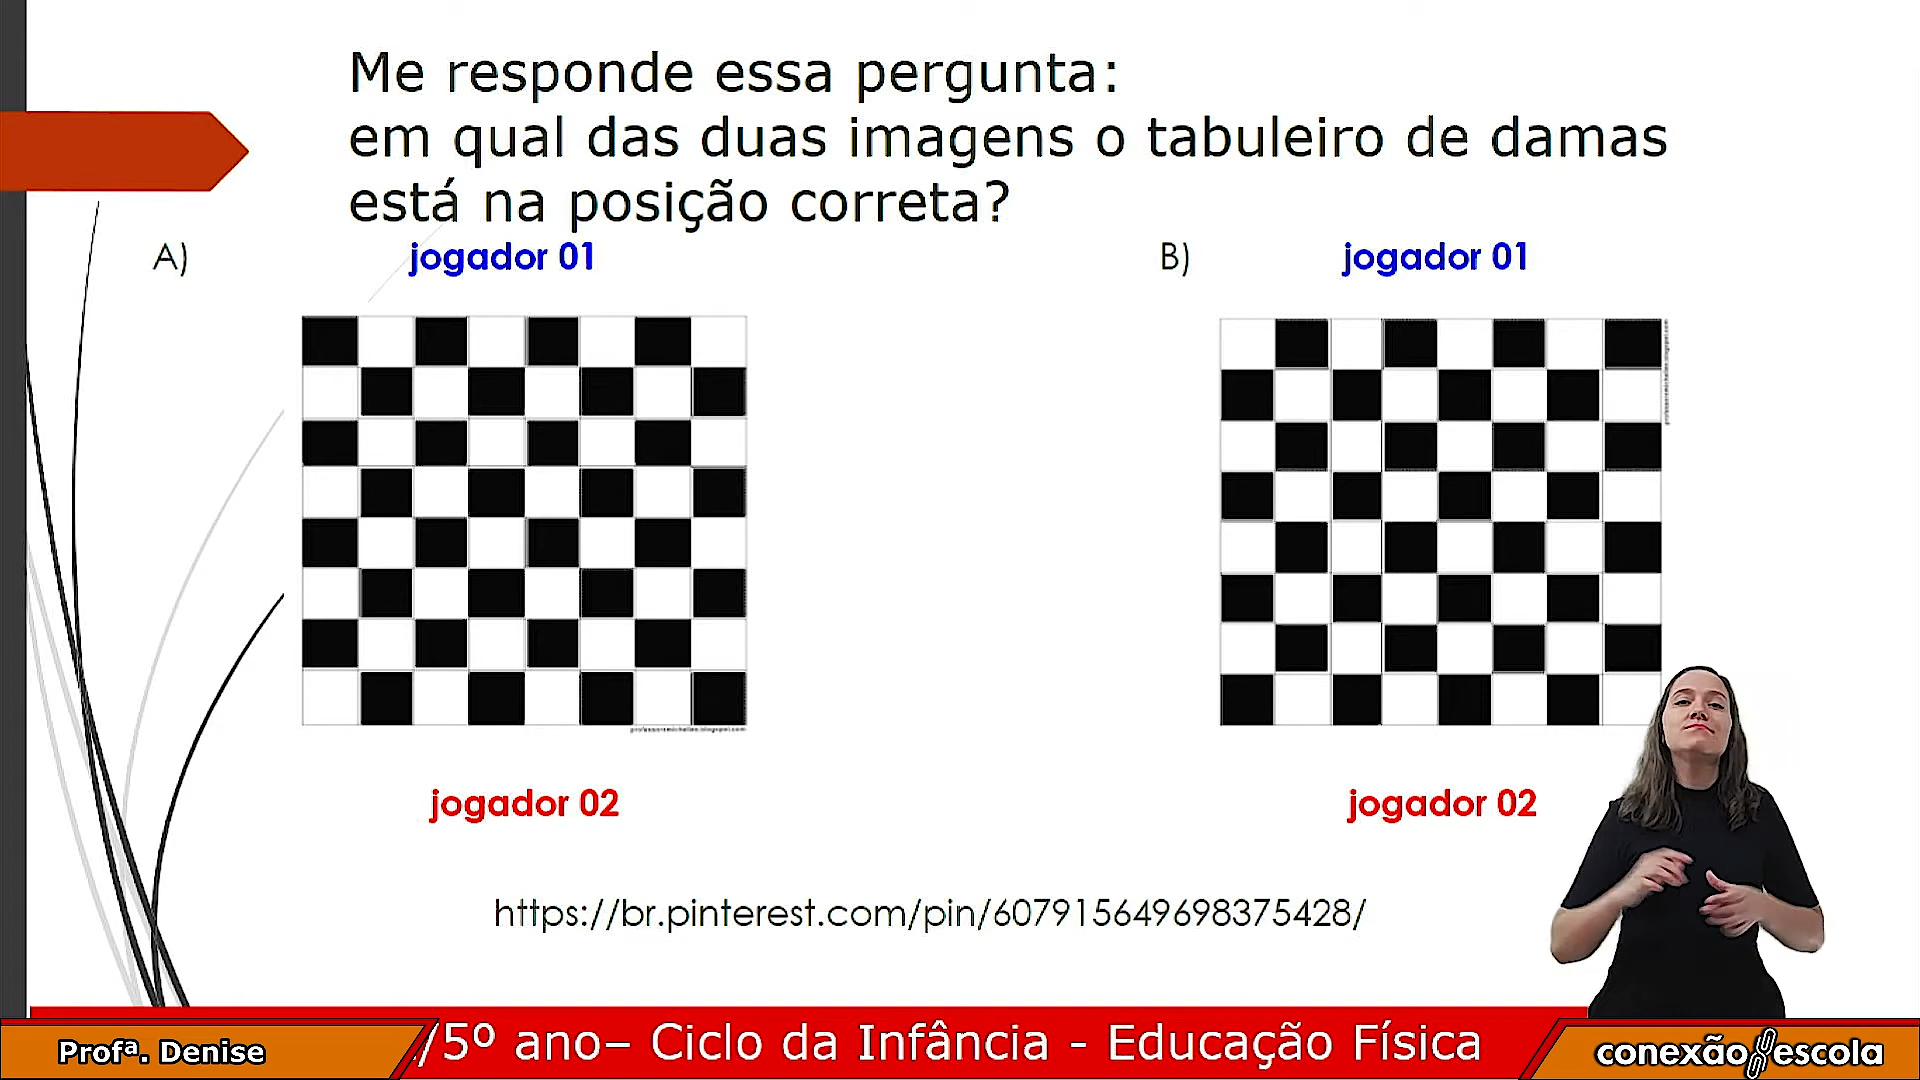 Me responde essa pergunta:
em qual das duas imagens o tabuleiro de damas
está na posição correta?
A)
jogador 01
B)
jogador 01
jogador 02
jogador 02
https://br.pinterest.com/pin/607915649698375428/
/5º ano– Ciclo da Infância - Educação Física
Profª. Denise
conexão escola